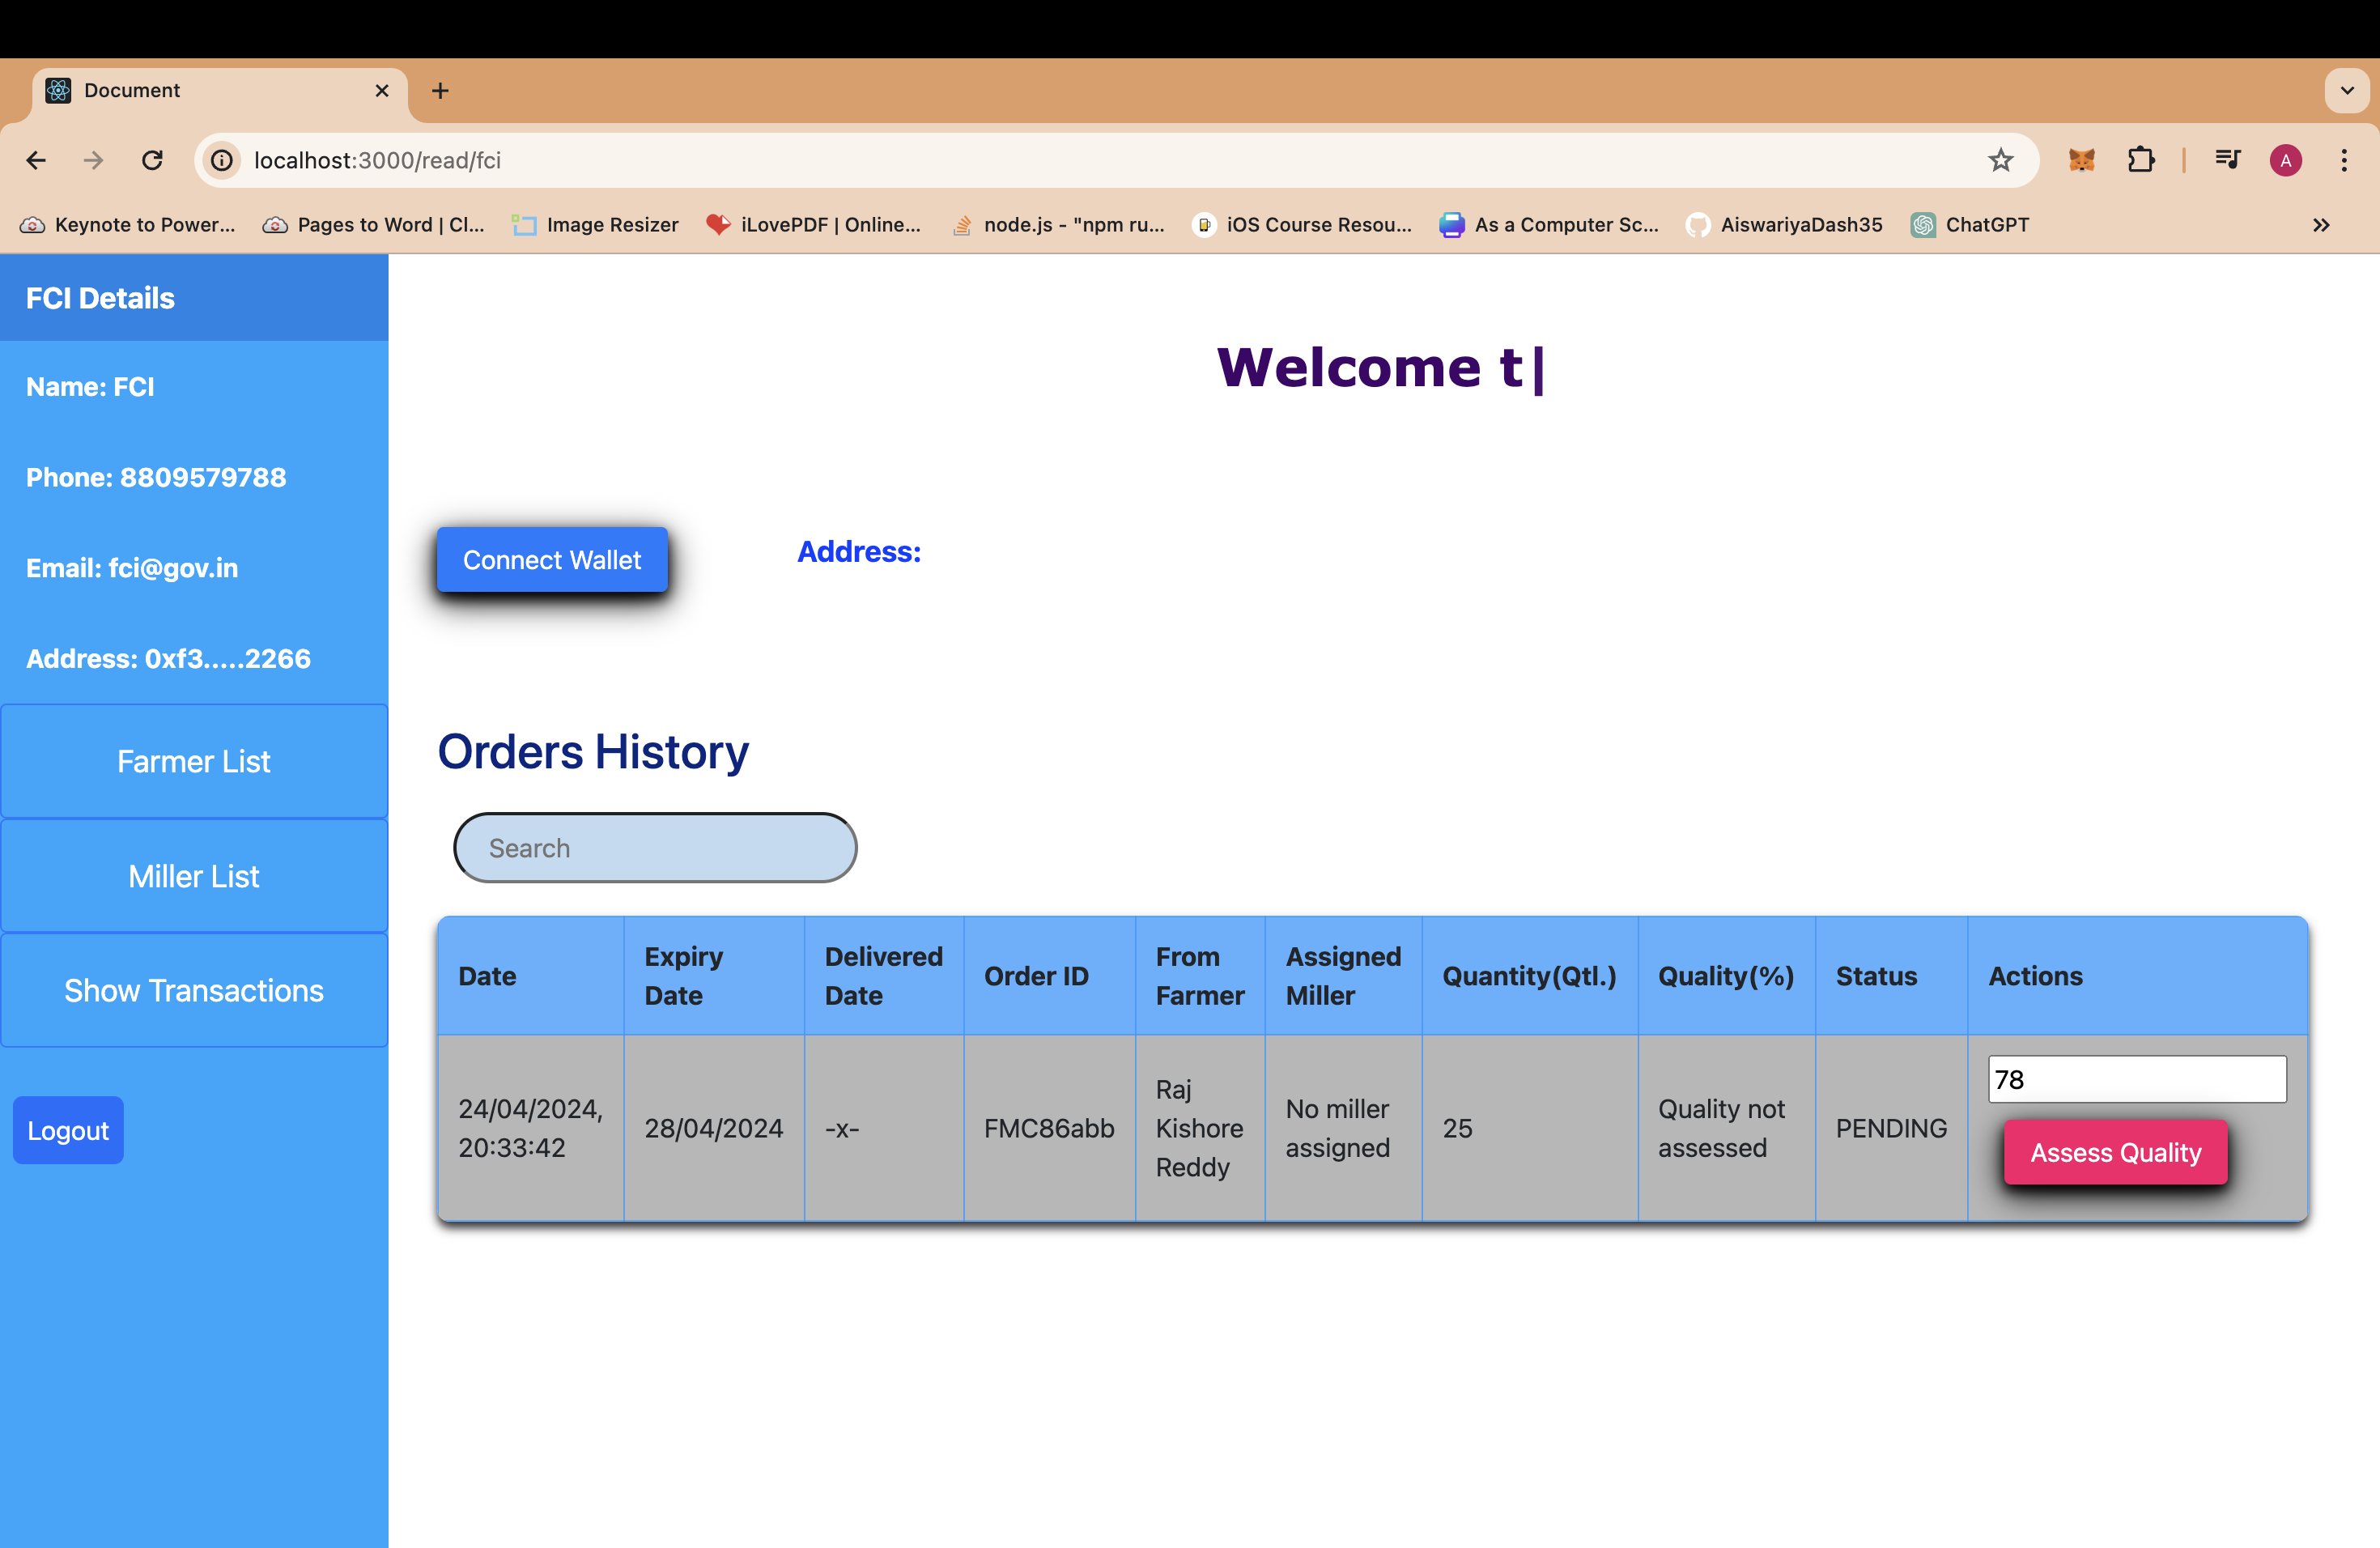 Document
localhost:3000/read/fci
A
Keynote to Power...
Pages to Word | Cl...
Image Resizer
iLovePDF | Online...
node.js - "npm ru...
iOS Course Resou...
As a Computer Sc...
AiswariyaDash35
ChatGPT
FCI Details
Name: FCI
Phone: 8809579788
Email: fci@gov.in
Address: 0xf3.....2266
Farmer List
Miller List
Show Transactions
Logout
Welcome t|
Connect Wallet
Address:
Orders History
Search
Date
Expiry
Date
Delivered
Date
Order ID
From
Farmer
Assigned
Miller
Quantity(Qtl.)
Quality(%)
Status
Actions
24/04/2024,
20:33:42
28/04/2024
-x-
FMC86abb
Raj
Kishore
Reddy
No miller
assigned
25
Quality not
assessed
PENDING
78
Assess Quality